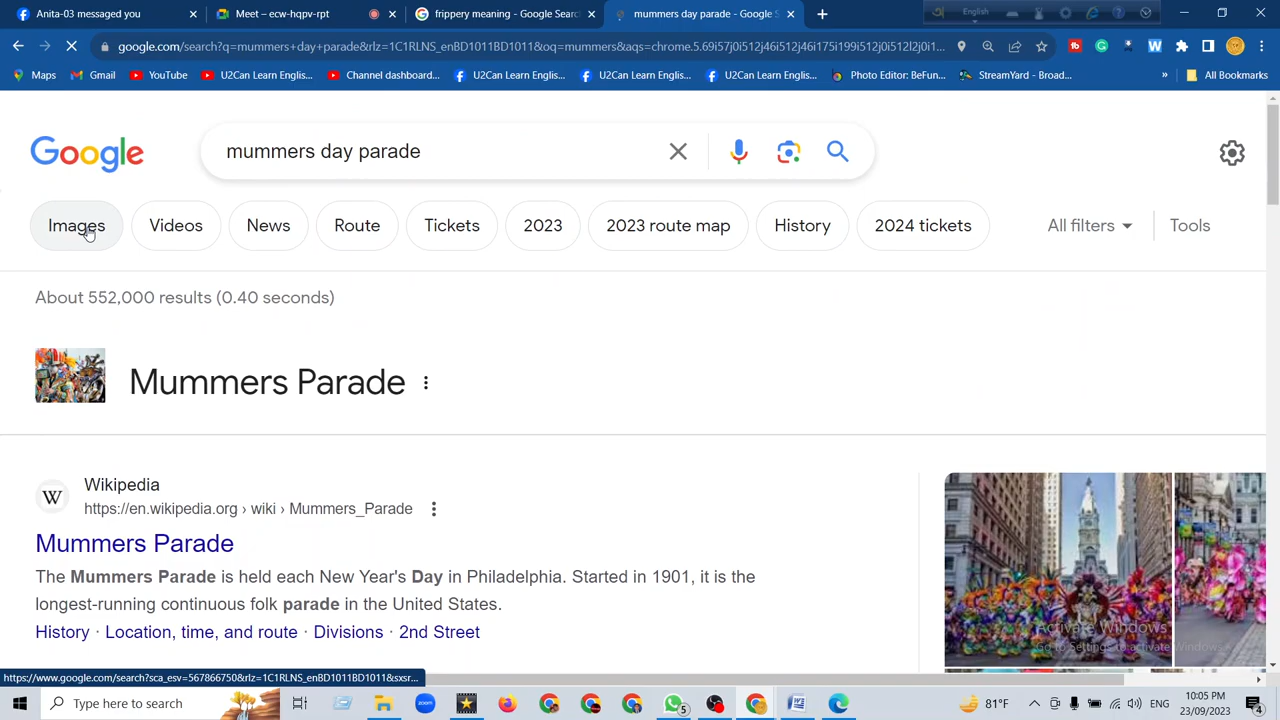 Anita-03 messaged you
Meet – ecw-hqpv-rpt
frippery meaning - Google Searc
mummers day parade - Google S
English
google.com/search?q=mummers+day+parade&rlz=1C1RLNS_enBD1011BD1011&oq=mummers&aqs=chrome.5.69i57j0i512j46i512j46i175i199i512j0i512l2j0i1...
Maps
Gmail
YouTube
U2Can Learn Englis...
Channel dashboard...
U2Can Learn Englis...
U2Can Learn Englis...
U2Can Learn Englis...
Photo Editor: BeFun...
StreamYard - Broad...
»
All Bookmarks
Google
mummers day parade
Images
Videos
News
Route
Tickets
2023
2023 route map
History
2024 tickets
All filters
Tools
About 552,000 results (0.40 seconds)
Mummers Parade
W
Wikipedia
https://en.wikipedia.org › wiki › Mummers_Parade
Mummers Parade
The Mummers Parade is held each New Year's Day in Philadelphia. Started in 1901, it is the
longest-running continuous folk parade in the United States.
History · Location, time, and route · Divisions · 2nd Street
Activate Windows
Go to Settings to activate Windows.
https://www.google.com/search?sca_esv=567866750&rlz=1C1RLNS_enBD1011BD1011&sxsr...
Type here to search
zoom
5
81°F
ENG
10:05 PM
23/09/2023
4